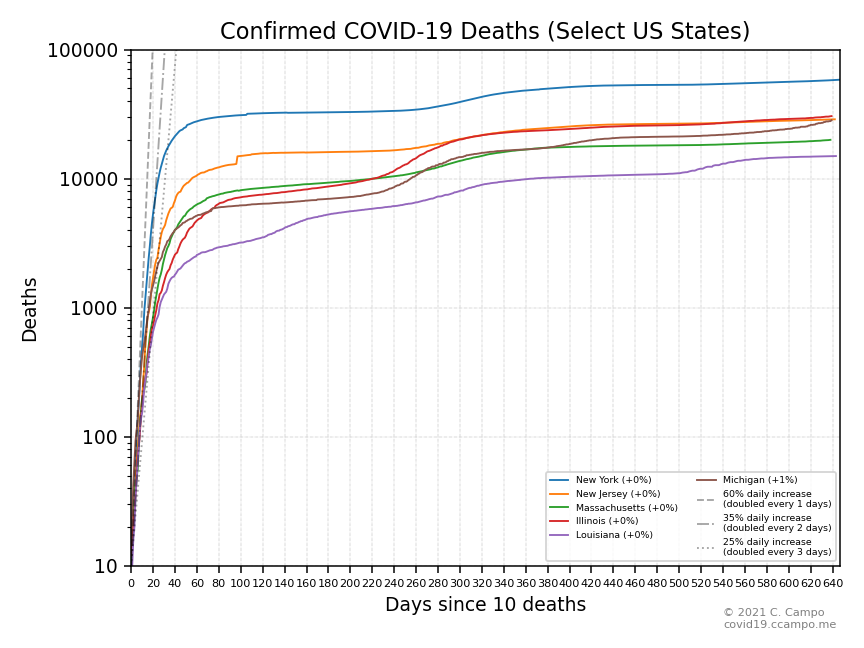 Confirmed COVID-19 Deaths (Select US States)
100000
10000
1000
100
10
Deaths
0 20 40 60 80 100 120 140 160 180 200 220 240 260 280 300 320 340 360 380 400 420 440 460 480 500 520 540 560 580 600 620 640
Days since 10 deaths
New York (+0%)
New Jersey (+0%)
Massachusetts (+0%)
Illinois (+0%)
Louisiana (+0%)
Michigan (+1%)
60% daily increase
(doubled every 1 days)
35% daily increase
(doubled every 2 days)
25% daily increase
(doubled every 3 days)
© 2021 C. Campo
covid19.ccampo.me